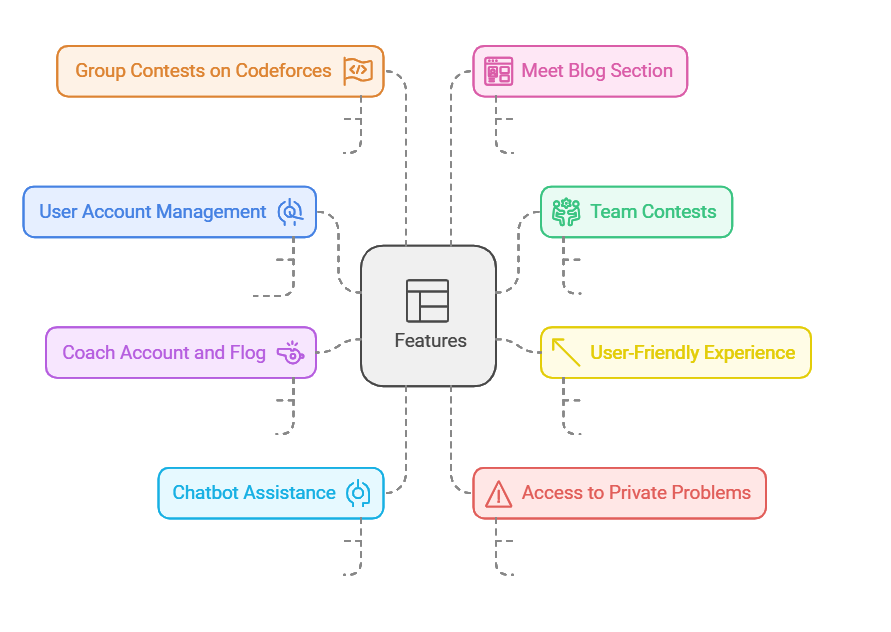 Group Contests on Codeforces
Meet Blog Section
User Account Management
Team Contests
Features
Coach Account and Flog
User-Friendly Experience
Chatbot Assistance
Access to Private Problems